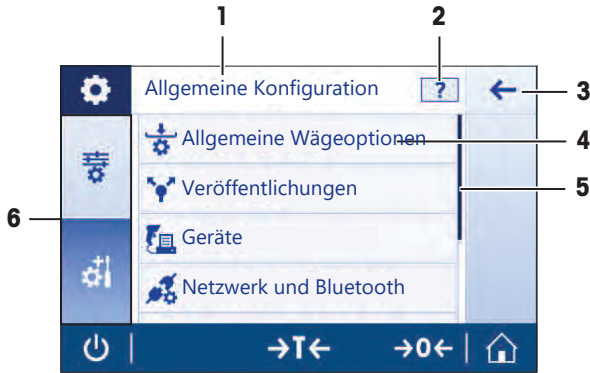 1
2
Allgemeine Konfiguration
?
3
Allgemeine Wägeoptionen
4
Veröffentlichungen
5
6
Geräte
Netzwerk und Bluetooth
→T← →0←